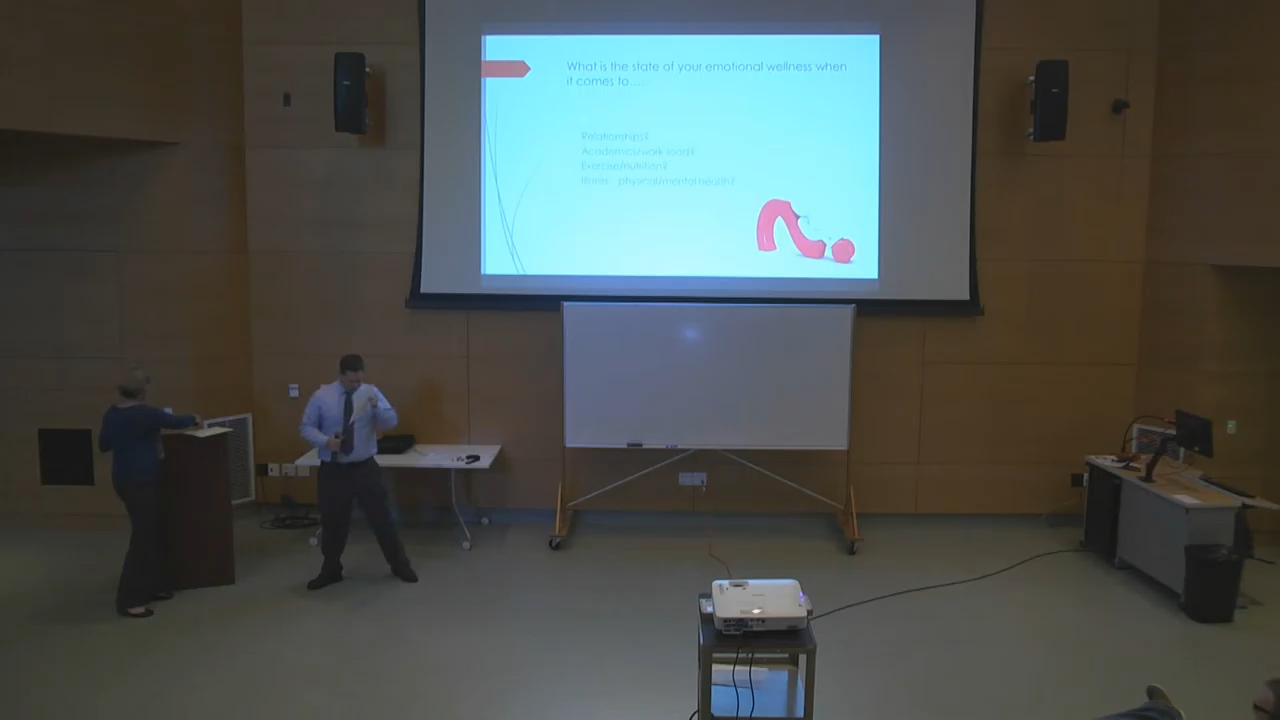 What is the state of your emotional wellness when
it comes to....
Relationships?
Academics/work load?
Exercise/nutrition?
Illness physical/mental health?